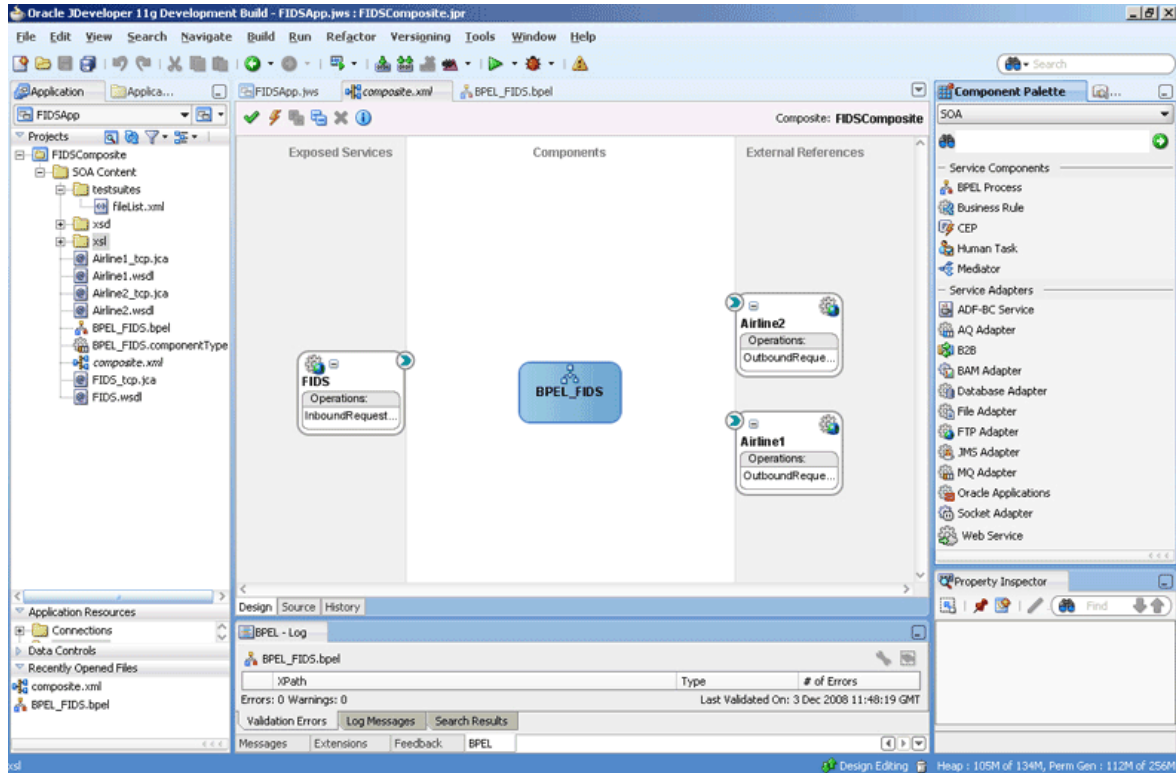 Oracle JDeveloper 11g Development Build - FIDSApp.jws : FIDSComposite.jpr
File Edit View Search Navigate Build Run Refactor Versioning Tools Window Help
Search
Application Applica...
FIDSApp
Projects
FIDSComposite
SOA Content
testsuites
fileList.xml
xsd
xsl
Airline1_tcp.jca
Airline1.wsdl
Airline2_tcp.jca
Airline2.wsdl
BPEL_FIDS.bpel
BPEL_FIDS.componentType
composite.xml
FIDS_tcp.jca
FIDS.wsdl
Application Resources
Connections
Data Controls
Recently Opened Files
composite.xml
BPEL_FIDS.bpel
FIDSApp.jws composite.xml BPEL_FIDS.bpel
Composite: FIDSComposite
Exposed Services Components External References
FIDS
Operations:
InboundRequest...
BPEL_FIDS
Airline2
Operations:
OutboundReque...
Airline1
Operations:
OutboundReque...
Design Source History
BPEL - Log
BPEL_FIDS.bpel
XPath Type # of Errors
Errors: 0 Warnings: 0 Last Validated On: 3 Dec 2008 11:48:19 GMT
Validation Errors Log Messages Search Results
Messages Extensions Feedback BPEL
Component Palette
SOA
Service Components
BPEL Process
Business Rule
CEP
Human Task
Mediator
Service Adapters
ADF-BC Service
AQ Adapter
B2B
BAM Adapter
Database Adapter
File Adapter
FTP Adapter
JMS Adapter
MQ Adapter
Oracle Applications
Socket Adapter
Web Service
Property Inspector
Find
xsl Design Editing Heap : 105M of 134M, Perm Gen : 112M of 256M